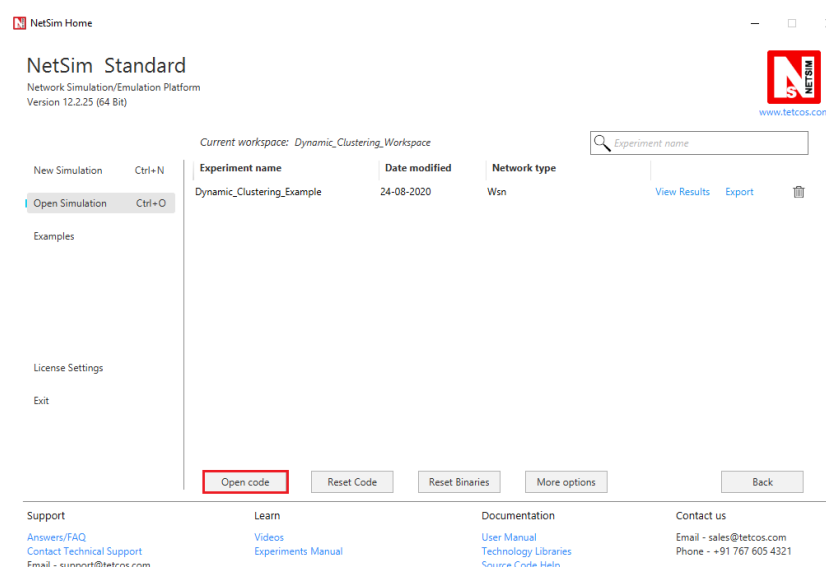 NetSim Home
NetSim Standard
Network Simulation/Emulation Platform
Version 12.2.25 (64 Bit)
N
S
NETSIM
www.tetcos.com
Current workspace: Dynamic_Clustering_Workspace
Experiment name
New Simulation Ctrl+N
Open Simulation Ctrl+O
Examples
License Settings
Exit
Experiment name Date modified Network type
Dynamic_Clustering_Example 24-08-2020 Wsn View Results Export
Open code Reset Code Reset Binaries More options Back
Support
Answers/FAQ
Contact Technical Support
Email - support@tetcos.com
Learn
Videos
Experiments Manual
Documentation
User Manual
Technology Libraries
Source Code Help
Contact us
Email - sales@tetcos.com
Phone - +91 767 605 4321